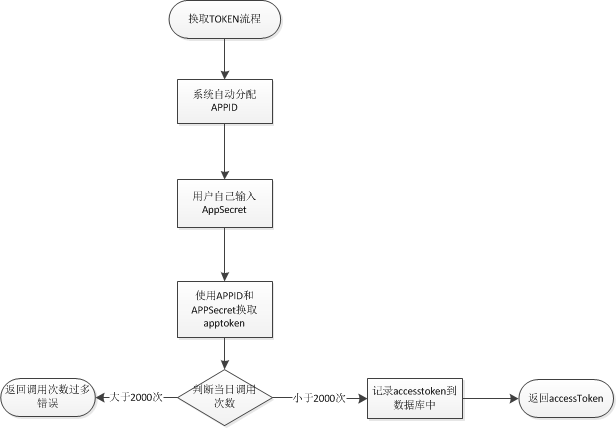 换取TOKEN流程
系统自动分配
APPID
用户自己输入
AppSecret
使用APPID和
APPSecret换取
apptoken
返回调用次数过多
错误
大于2000次
判断当日调用
次数
小于2000次
记录accesstoken到
数据库中
返回accessToken